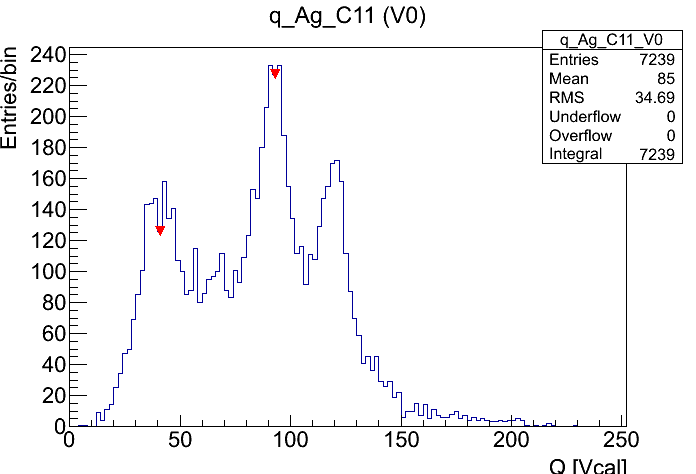 q_Ag_C11 (V0)
q_Ag_C11_V0
Entries 7239
Mean 85
RMS 34.69
Underflow 0
Overflow 0
Integral 7239
Entries/bin
240
220
200
180
160
140
120
100
80
60
40
20
0
0 50 100 150 200 250
Q [Vcal]